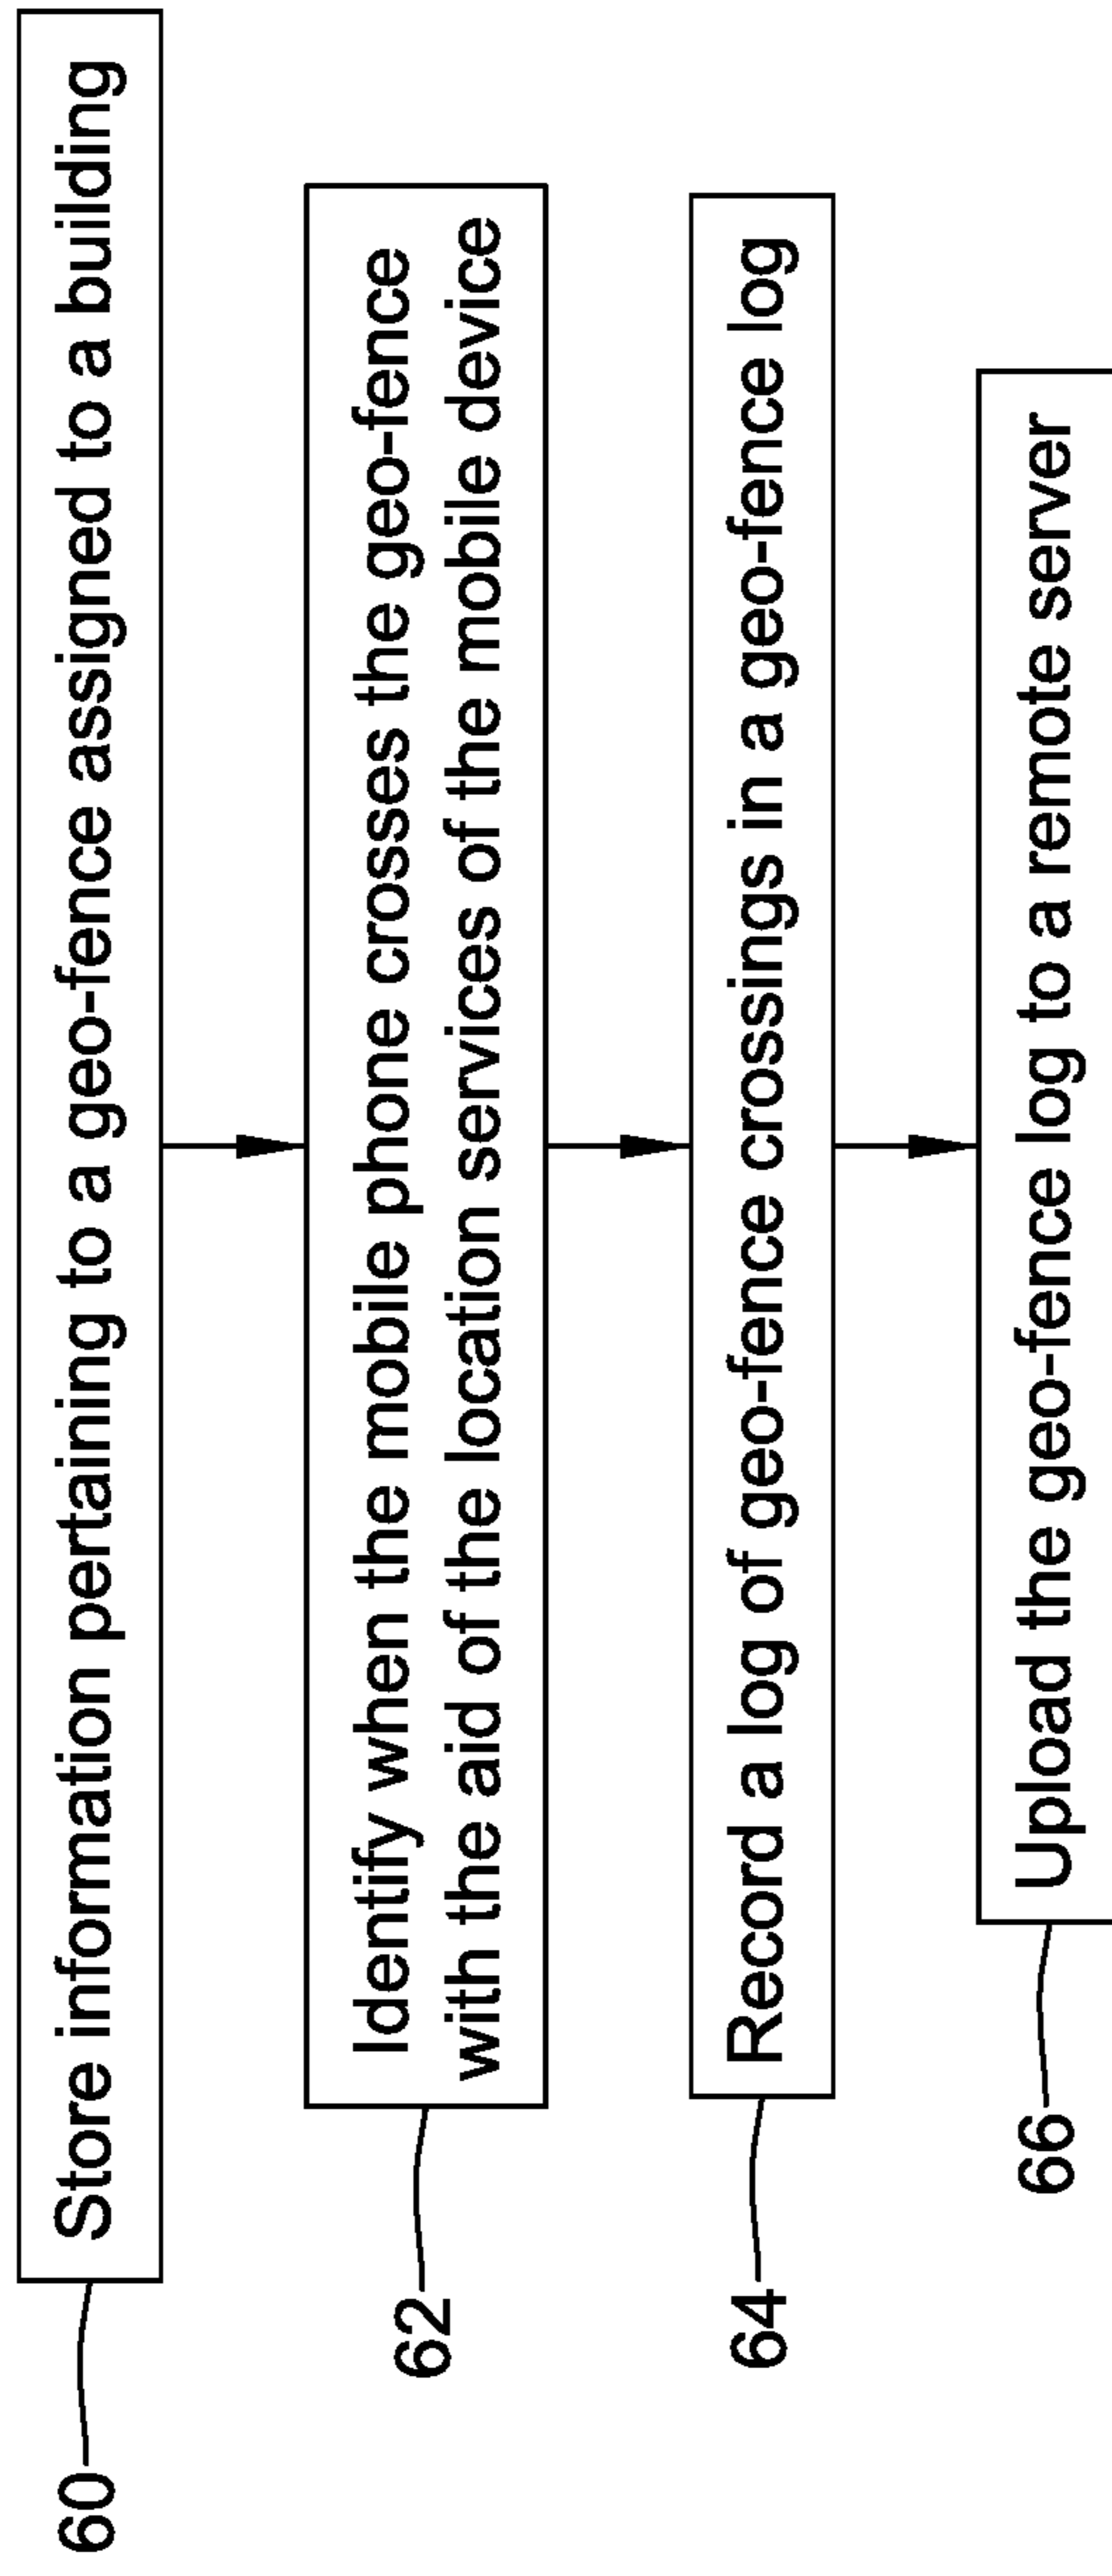 60
Store information pertaining to a geo-fence assigned to a building
62
Identify when the mobile phone crosses the geo-fence
with the aid of the location services of the mobile device
64
Record a log of geo-fence crossings in a geo-fence log
66
Upload the geo-fence log to a remote server